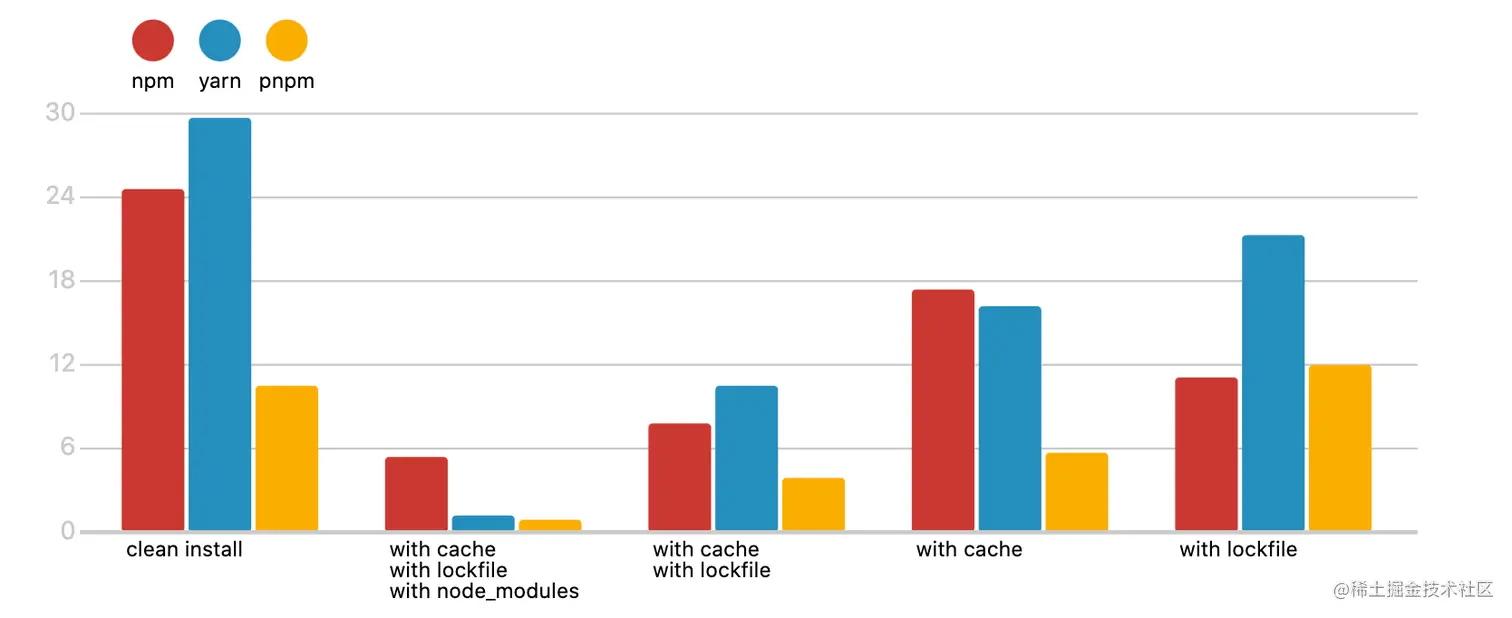 npm yarn pnpm
30
24
18
12
6
0
clean install
with cache
with lockfile
with node_modules
with cache
with lockfile
with cache
with lockfile
@稀土掘金技术社区